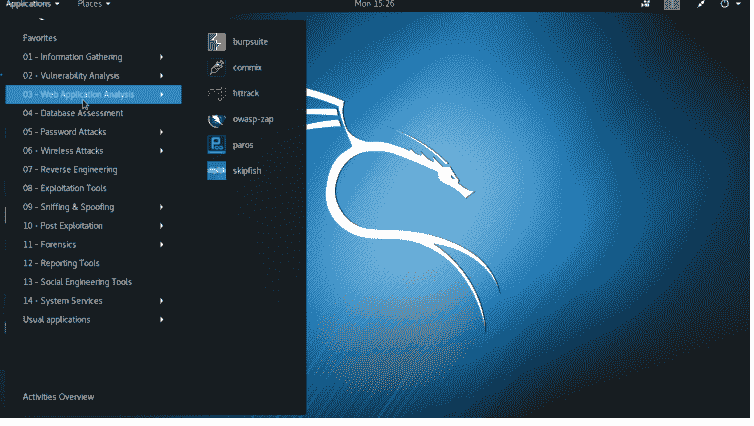 Applications Places Mon 15:26
Favorites
01 - Information Gathering
02 - Vulnerability Analysis
03 - Web Application Analysis
04 - Database Assessment
05 - Password Attacks
06 - Wireless Attacks
07 - Reverse Engineering
08 - Exploitation Tools
09 - Sniffing & Spoofing
10 - Post Exploitation
11 - Forensics
12 - Reporting Tools
13 - Social Engineering Tools
14 - System Services
Usual applications
Activities Overview
burpsuite
commix
httrack
owasp-zap
paros
skipfish